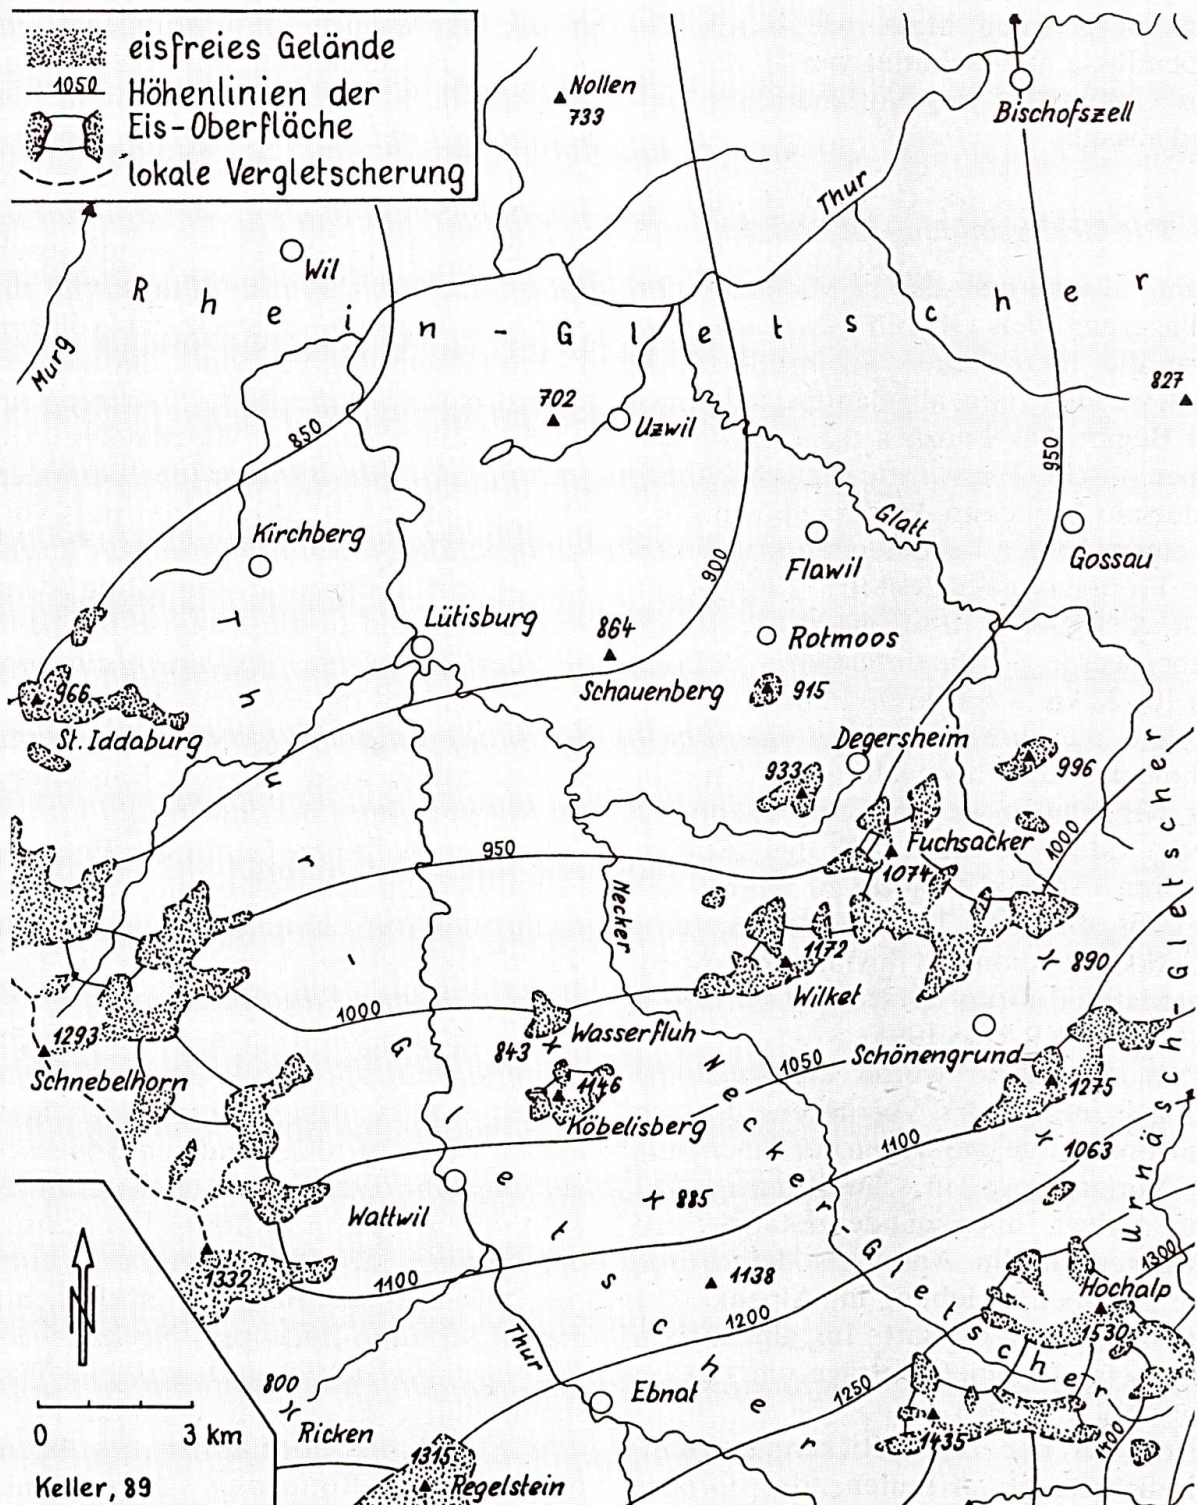 eisfreies Gelände
1050 Höhenlinien der
Eis-Oberfläche
lokale Vergletscherung
Nollen
733
Bischofszell
Thur
Wil
Rhein-Gletscher
Murg
827
702
Uzwil
850
950
Kirchberg
Glatt
Flawil
Gossau
900
Lütisburg
864
Rotmoos
Schauenberg
915
966
St. Iddaburg
Thur-Gletscher
Degersheim
933
996
Urnäsch-Gletscher
Fuchsacker
1074
1000
950
Necker
1172
Wilket
890
1000
Wasserfluh
843
1293
Schnebelhorn
1050
Schönengrund
1275
1146
Köbelisberg
Necker-Gletscher
1100
1063
Wattwil
885
1332
1100
1138
1200
1300
Hochalp
1530
Thur
800
Ricken
Ebnat
1250
1435
1400
1315
Regelstein
N
0 3 km
Keller, 89